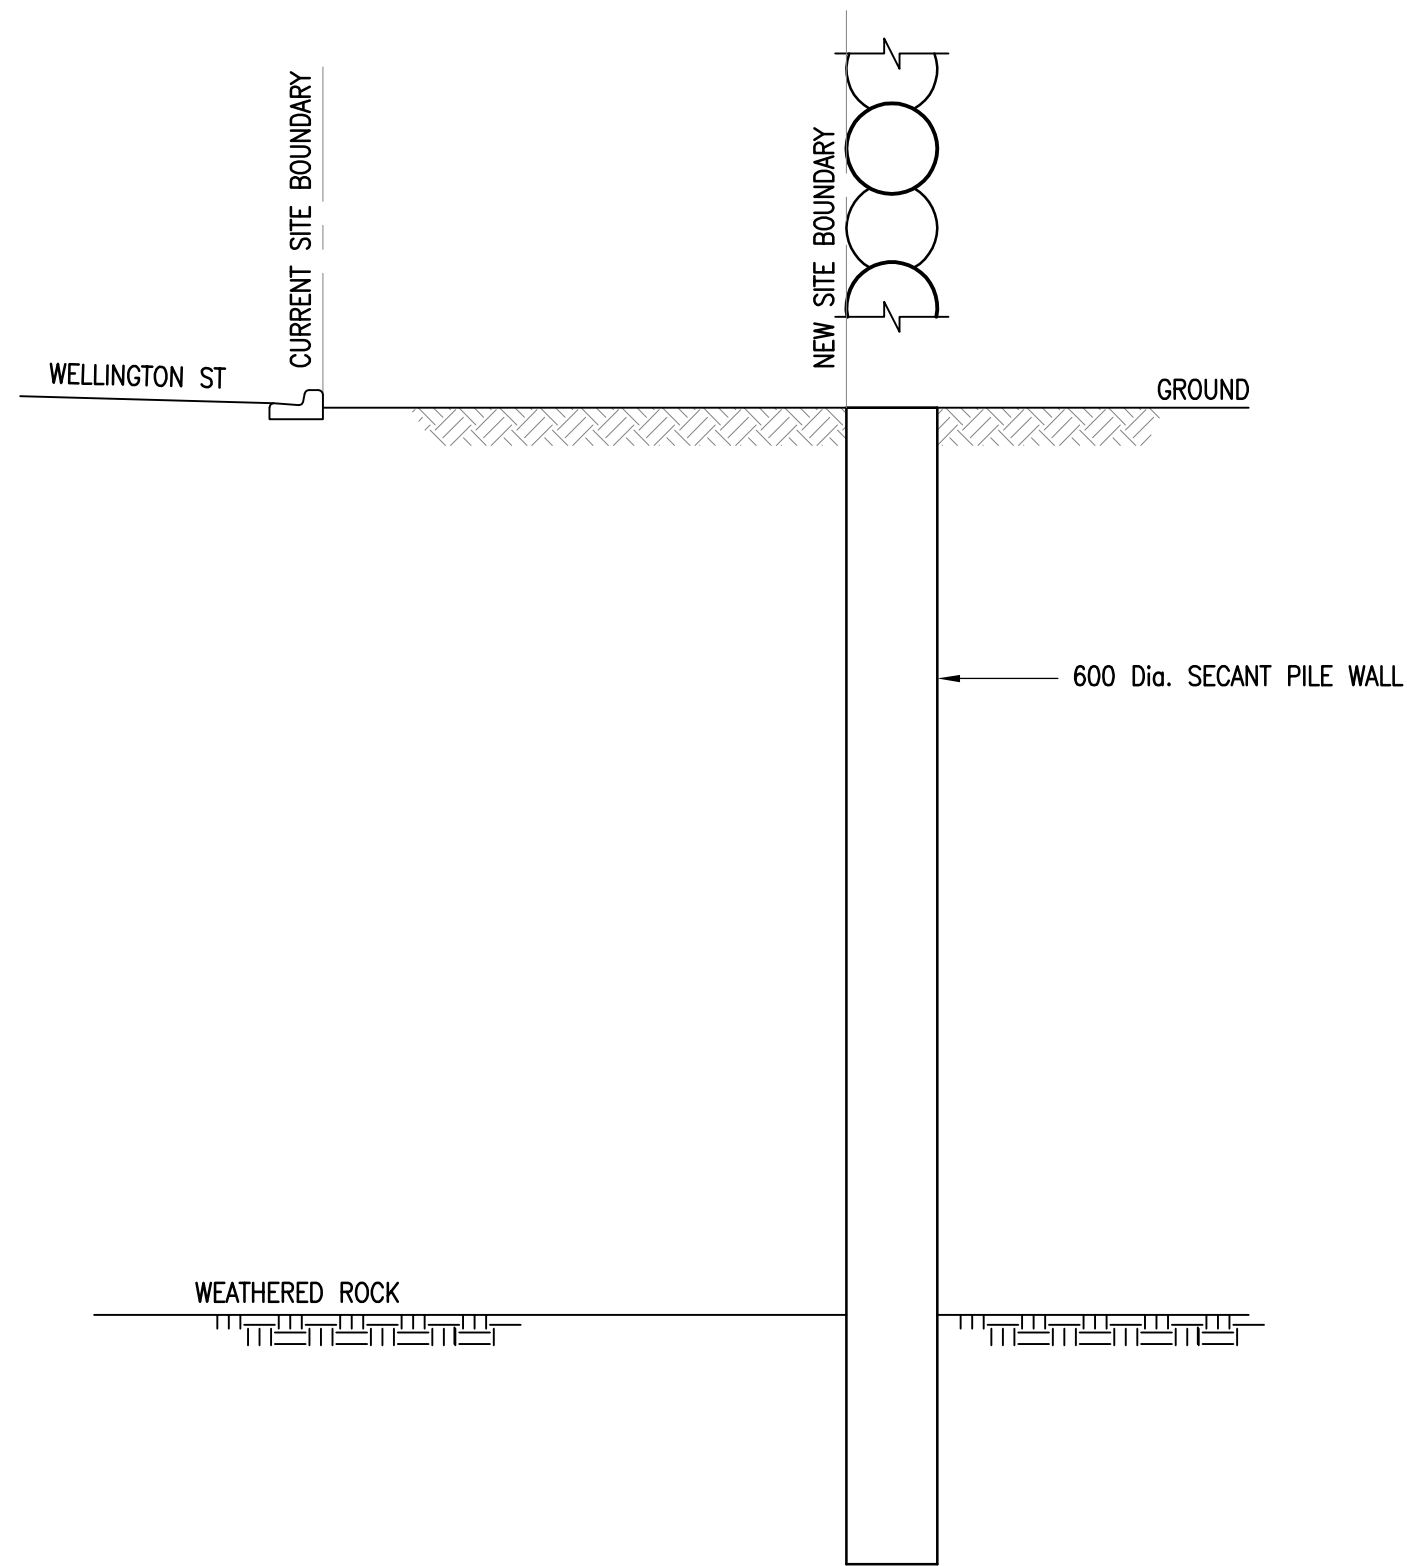 CURRENT SITE BOUNDARY
NEW SITE BOUNDARY
WELLINGTON ST
GROUND
600 Dia. SECANT PILE WALL
WEATHERED ROCK